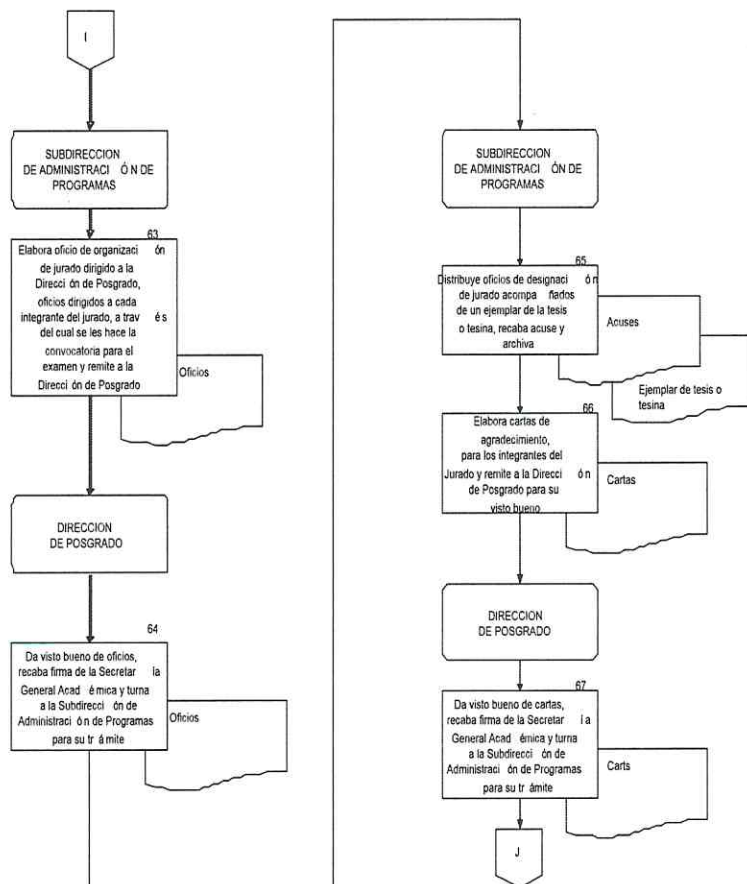 I
SUBDIRECCION
DE ADMINISTRACI ÓN DE
PROGRAMAS
63
Elabora oficio de organizaci ón
de jurado dirigido a la
Direcci ón de Posgrado,
oficios dirigidos a cada
integrante del jurado, a trav és
del cual se les hace la
convocatoria para el
examen y remite a la
Direcci ón de Posgrado
Oficios
DIRECCION
DE POSGRADO
64
Da visto bueno de oficios,
recaba firma de la Secretar ía
General Acad émica y turna
a la Subdirecci ón de
Administraci ón de Programas
para su tr ámite
Oficios
SUBDIRECCION
DE ADMINISTRACI ÓN DE
PROGRAMAS
65
Distribuye oficios de designaci ón
de jurado acompa ñados
de un ejemplar de la tesis
o tesina, recaba acuse y
archiva
Acuses
Ejemplar de tesis o
tesina
66
Elabora cartas de
agradecimiento,
para los integrantes del
Jurado y remite a la Direcci ón
de Posgrado para su
visto bueno
Cartas
DIRECCION
DE POSGRADO
67
Da visto bueno de cartas,
recaba firma de la Secretar ía
General Acad émica y turna
a la Subdirecci ón de
Administraci ón de Programas
para su tr ámite
Carts
J